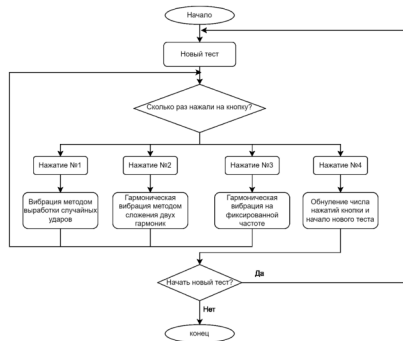 Начало
Новый тест
Сколько раз нажали на кнопку?
Нажатие №1
Нажатие №2
Нажатие №3
Нажатие №4
Вибрация методом
выработки случайных
ударов
Гармоническая
вибрация методом
сложения двух
гармоник
Гармоническая
вибрация на
фиксированной
частоте
Обнуление числа
нажатий кнопки и
начало нового теста
Начать новый тест?
Да
Нет
конец